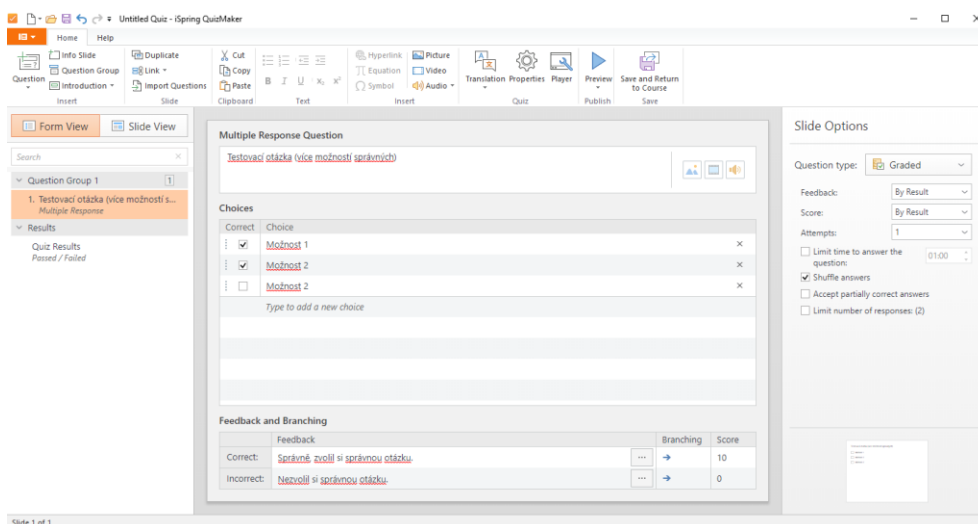 Untitled Quiz - iSpring QuizMaker
Home Help
Info Slide
Question Group
Introduction
Question
Insert
Duplicate
Link
Import Questions
Slide
Cut
Copy
Paste
Clipboard
B I U X₂ X²
Text
Hyperlink
Equation
Symbol
Picture
Video
Audio
Insert
Translation Properties Player
Quiz
Preview
Publish
Save and Return
to Course
Save
Form View
Slide View
Search
Question Group 1 1
1. Testovací otázka (více možností s...
Multiple Response
Results
Quiz Results
Passed / Failed
Multiple Response Question
Testovací otázka (více možností správných)
Choices
Correct Choice
Možnost 1
Možnost 2
Možnost 2
Type to add a new choice
Feedback and Branching
Feedback Branching Score
Correct: Správně, zvolil si správnou otázku. ... 10
Incorrect: Nezvolil si správnou otázku. ... 0
Slide Options
Question type: Graded
Feedback: By Result
Score: By Result
Attempts: 1
Limit time to answer the
question: 01:00
Shuffle answers
Accept partially correct answers
Limit number of responses: (2)
Slide 1 of 1